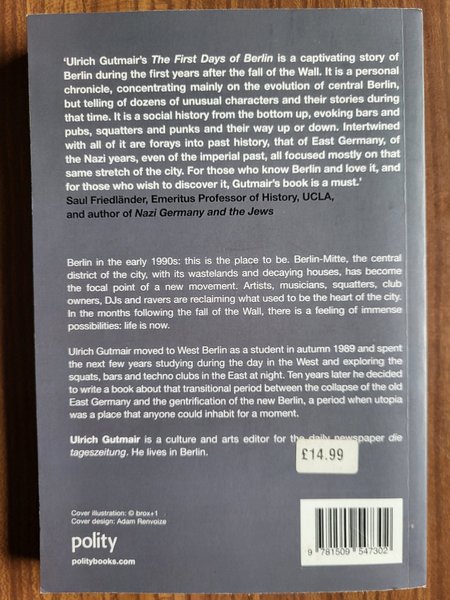 'Ulrich Gutmair's The First Days of Berlin is a captivating story of
Berlin during the first years after the fall of the Wall. It is a personal
chronicle, concentrating mainly on the evolution of central Berlin,
but telling of dozens of unusual characters and their stories during
that time. It is a social history from the bottom up, evoking bars and
pubs, squatters and punks and their way up or down. Intertwined
with all of it are forays into past history, that of East Germany, of
the Nazi years, even of the imperial past, all focused mostly on that
same stretch of the city. For those who know Berlin and love it, and
for those who wish to discover it, Gutmair's book is a must.'
Saul Friedländer, Emeritus Professor of History, UCLA,
and author of Nazi Germany and the Jews
Berlin in the early 1990s: this is the place to be. Berlin-Mitte, the central
district of the city, with its wastelands and decaying houses, has become
the focal point of a new movement. Artists, musicians, squatters, club
owners, DJs and ravers are reclaiming what used to be the heart of the city.
In the months following the fall of the Wall, there is a feeling of immense
possibilities: life is now.
Ulrich Gutmair moved to West Berlin as a student in autumn 1989 and spent
the next few years studying during the day in the West and exploring the
squats, bars and techno clubs in the East at night. Ten years later he decided
to write a book about that transitional period between the collapse of the old
East Germany and the gentrification of the new Berlin, a period when utopia
was a place that anyone could inhabit for a moment.
Ulrich Gutmair is a culture and arts editor for the daily newspaper die
tageszeitung. He lives in Berlin.
£14.99
Cover illustration: © brox+1
Cover design: Adam Renvoize
polity
politybooks.com
9 781509 547302